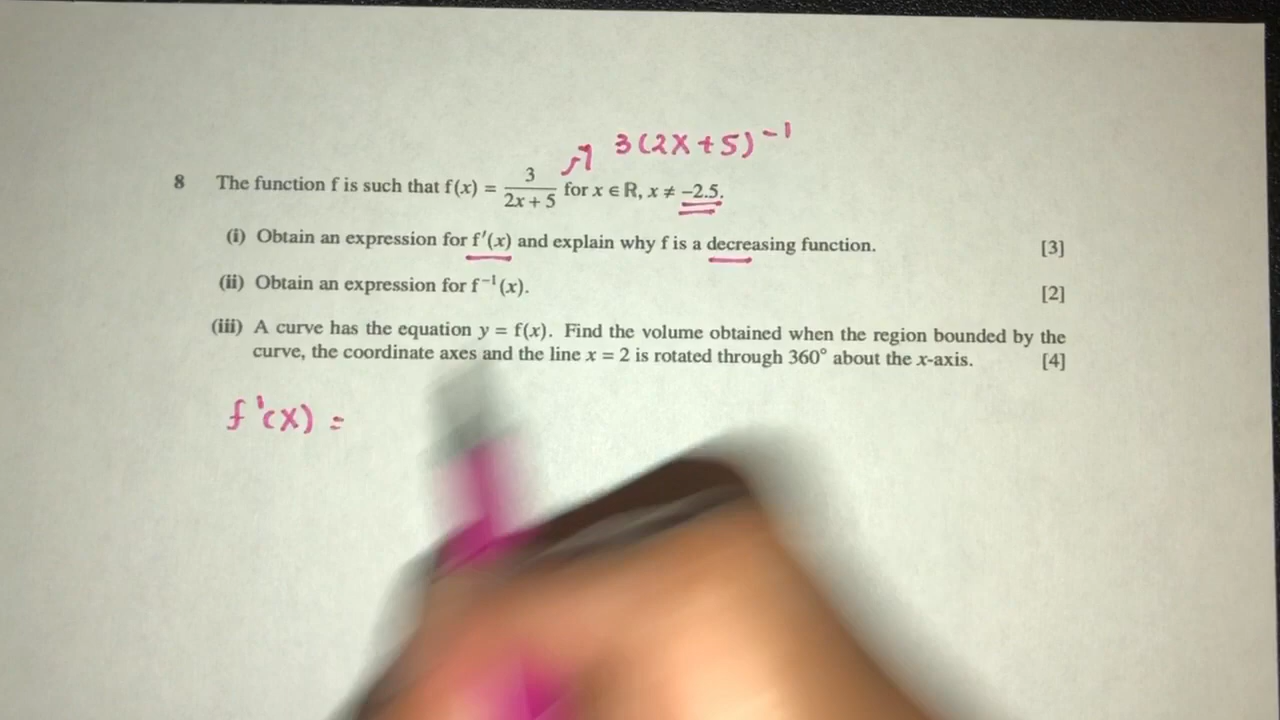 3(2x+5)⁻¹
8 The function f is such that f(x) = 3/(2x + 5) for x ∈ ℝ, x ≠ −2.5.
(i) Obtain an expression for f′(x) and explain why f is a decreasing function. [3]
(ii) Obtain an expression for f⁻¹(x). [2]
(iii) A curve has the equation y = f(x). Find the volume obtained when the region bounded by the
curve, the coordinate axes and the line x = 2 is rotated through 360° about the x-axis. [4]
f'(x) =